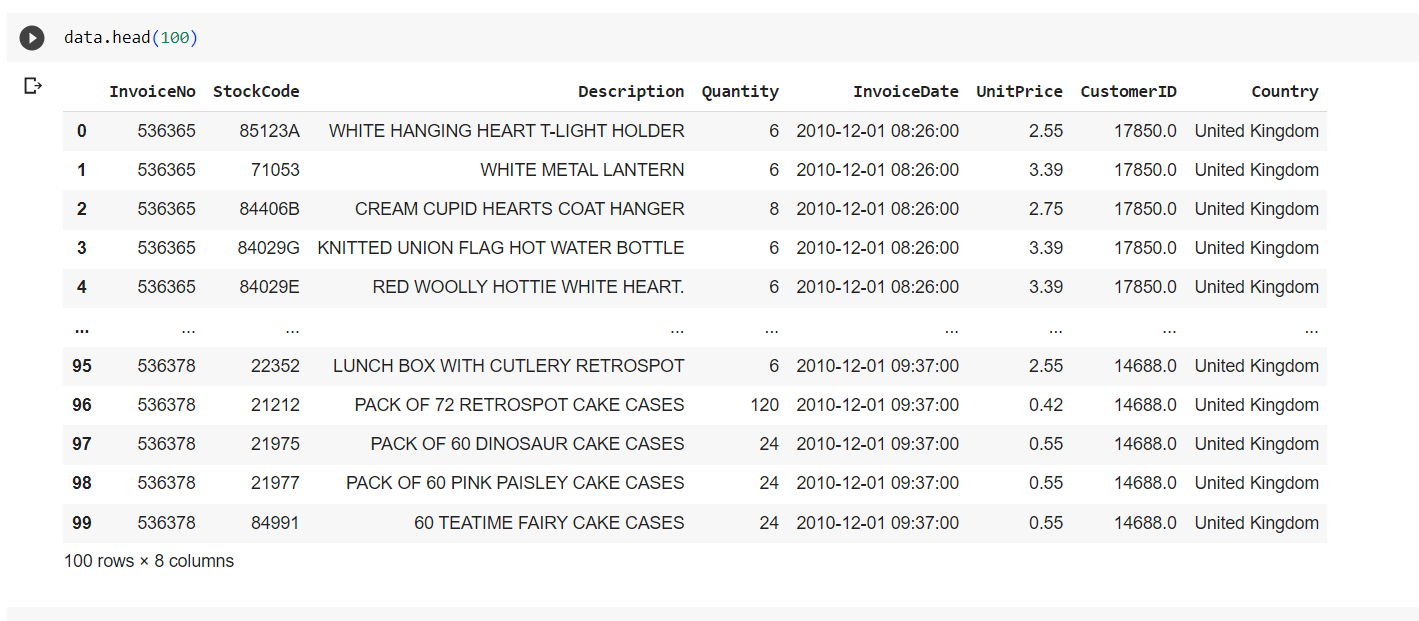 data.head(100)
InvoiceNo StockCode Description Quantity InvoiceDate UnitPrice CustomerID Country
0 536365 85123A WHITE HANGING HEART T-LIGHT HOLDER 6 2010-12-01 08:26:00 2.55 17850.0 United Kingdom
1 536365 71053 WHITE METAL LANTERN 6 2010-12-01 08:26:00 3.39 17850.0 United Kingdom
2 536365 84406B CREAM CUPID HEARTS COAT HANGER 8 2010-12-01 08:26:00 2.75 17850.0 United Kingdom
3 536365 84029G KNITTED UNION FLAG HOT WATER BOTTLE 6 2010-12-01 08:26:00 3.39 17850.0 United Kingdom
4 536365 84029E RED WOOLLY HOTTIE WHITE HEART. 6 2010-12-01 08:26:00 3.39 17850.0 United Kingdom
... ... ... ... ... ... ... ... ...
95 536378 22352 LUNCH BOX WITH CUTLERY RETROSPOT 6 2010-12-01 09:37:00 2.55 14688.0 United Kingdom
96 536378 21212 PACK OF 72 RETROSPOT CAKE CASES 120 2010-12-01 09:37:00 0.42 14688.0 United Kingdom
97 536378 21975 PACK OF 60 DINOSAUR CAKE CASES 24 2010-12-01 09:37:00 0.55 14688.0 United Kingdom
98 536378 21977 PACK OF 60 PINK PAISLEY CAKE CASES 24 2010-12-01 09:37:00 0.55 14688.0 United Kingdom
99 536378 84991 60 TEATIME FAIRY CAKE CASES 24 2010-12-01 09:37:00 0.55 14688.0 United Kingdom
100 rows × 8 columns